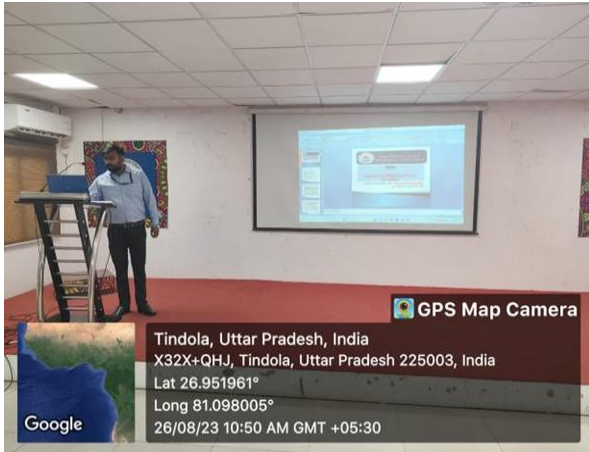 GPS Map Camera
Tindola, Uttar Pradesh, India
X32X+QHJ, Tindola, Uttar Pradesh 225003, India
Lat 26.951961°
Long 81.098005°
26/08/23 10:50 AM GMT +05:30
Google